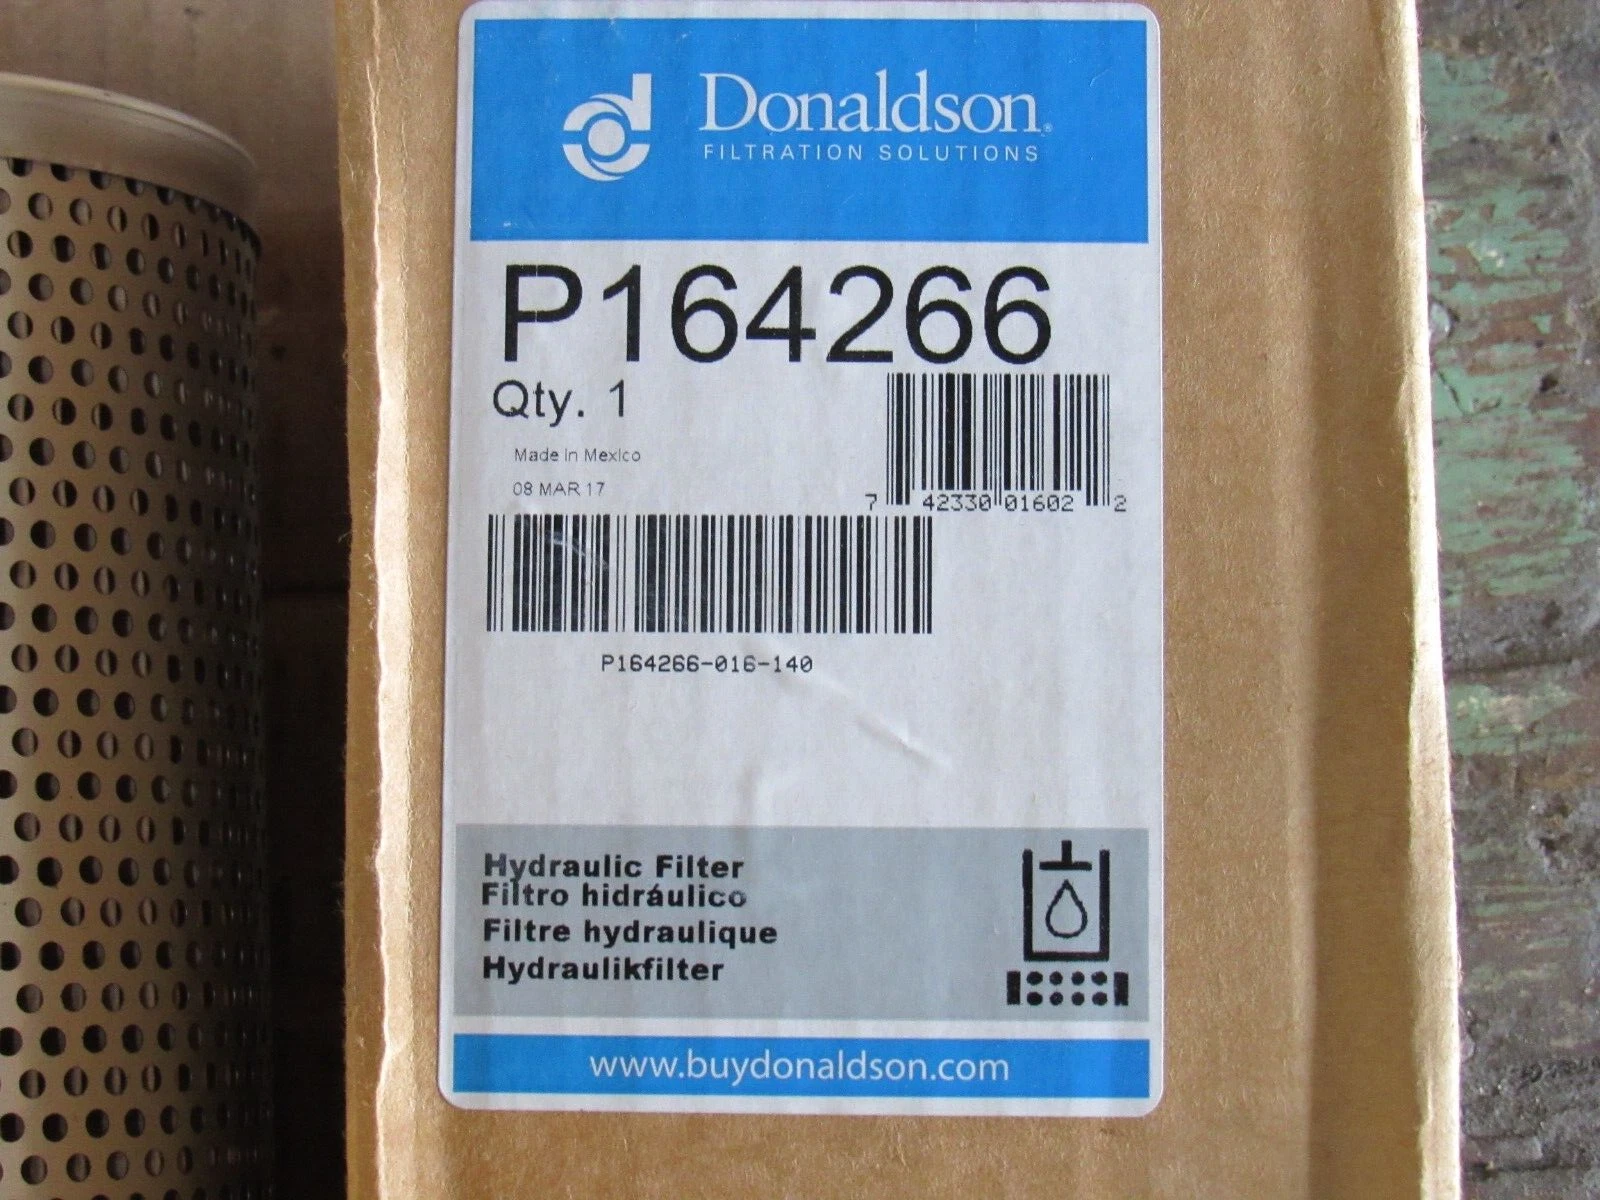 Donaldson®
FILTRATION SOLUTIONS
P164266
Qty. 1
Made In Mexico
08 MAR 17
7 42330 01602 2
P164266-016-140
Hydraulic Filter
Filtro hidráulico
Filtre hydraulique
Hydraulikfilter
www.buydonaldson.com